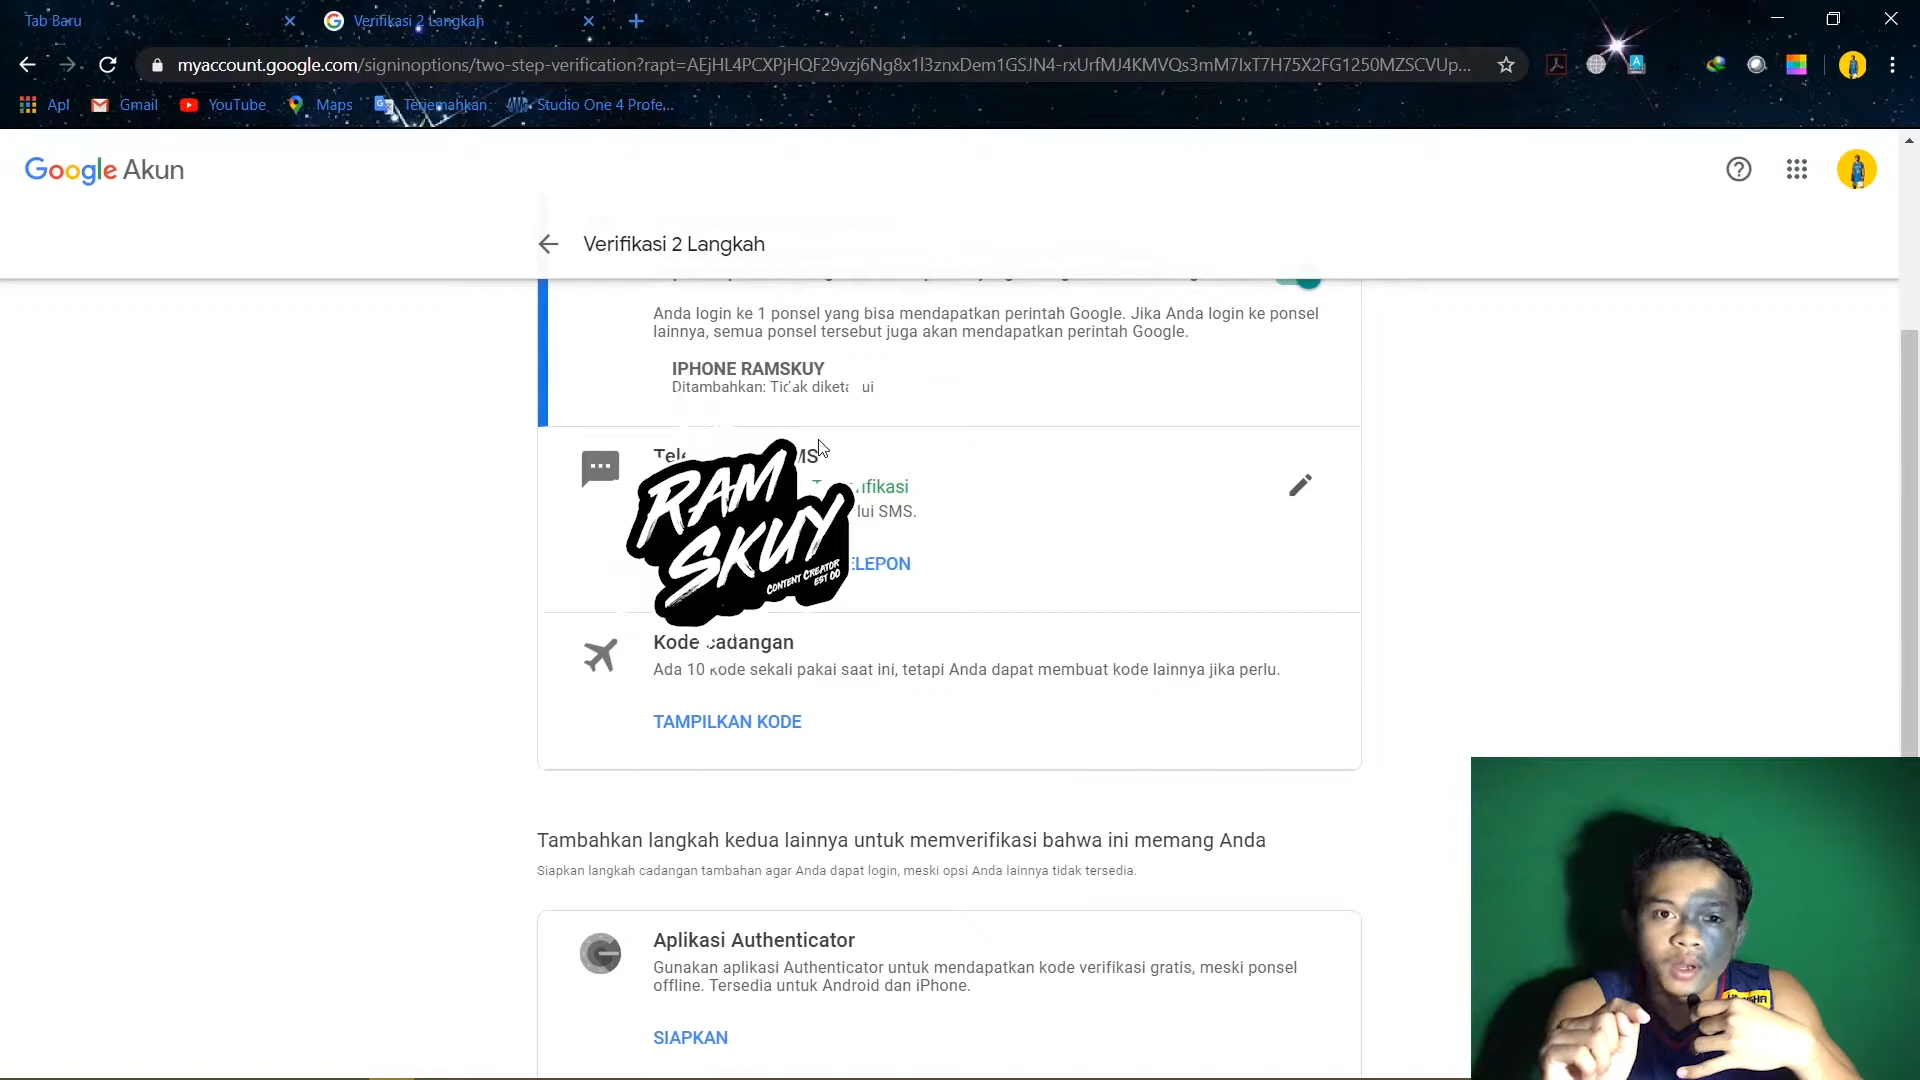 Tab Baru
Verifikasi 2 Langkah
myaccount.google.com/signinoptions/two-step-verification?rapt=AEjHL4PCXPjHQF29vzj6Ng8x1l3znxDem1GSJN4-rxUrfMJ4KMVQs3mM7IxT7H75X2FG1250MZSCVUp...
Apl
Gmail
YouTube
Maps
Terjemahkan
Studio One 4 Profe...
Google Akun
Verifikasi 2 Langkah
Anda login ke 1 ponsel yang bisa mendapatkan perintah Google. Jika Anda login ke ponsel
lainnya, semua ponsel tersebut juga akan mendapatkan perintah Google.
IPHONE RAMSKUY
Ditambahkan: Tidak diketahui
RAM
SKUY
CONTENT CREATOR
EST 00
lui SMS.
Kode cadangan
Ada 10 kode sekali pakai saat ini, tetapi Anda dapat membuat kode lainnya jika perlu.
TAMPILKAN KODE
Tambahkan langkah kedua lainnya untuk memverifikasi bahwa ini memang Anda
Siapkan langkah cadangan tambahan agar Anda dapat login, meski opsi Anda lainnya tidak tersedia.
Aplikasi Authenticator
Gunakan aplikasi Authenticator untuk mendapatkan kode verifikasi gratis, meski ponsel
offline. Tersedia untuk Android dan iPhone.
SIAPKAN